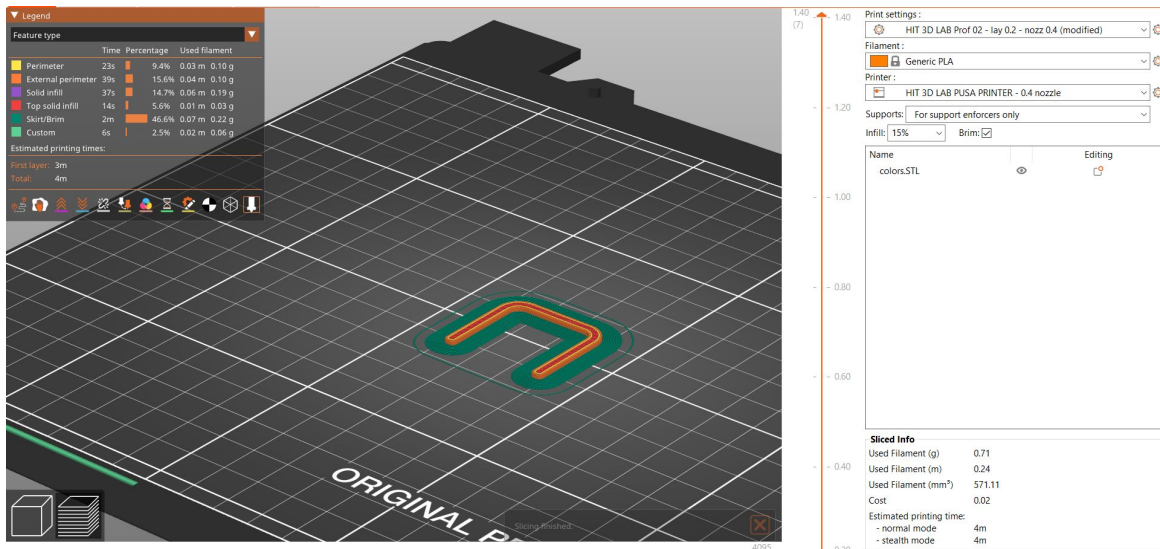 Legend
Feature type
Time Percentage Used filament
Perimeter 23s 9.4% 0.03 m 0.10 g
External perimeter 39s 15.6% 0.04 m 0.10 g
Solid infill 37s 14.7% 0.06 m 0.19 g
Top solid infill 14s 5.6% 0.01 m 0.03 g
Skirt/Brim 2m 46.6% 0.07 m 0.22 g
Custom 6s 2.5% 0.02 m 0.06 g
Estimated printing times:
First layer: 3m
Total: 4m
ORIGINAL
Slicing finished.
1.40
(7)
1.40
1.20
1.00
0.80
0.60
0.40
0.20
4095
Print settings :
HIT 3D LAB Prof 02 - lay 0.2 - nozz 0.4 (modified)
Filament :
Generic PLA
Printer :
HIT 3D LAB PUSA PRINTER - 0.4 nozzle
Supports: For support enforcers only
Infill: 15% Brim:
Name Editing
colors.STL
Sliced Info
Used Filament (g) 0.71
Used Filament (m) 0.24
Used Filament (mm³) 571.11
Cost 0.02
Estimated printing time:
- normal mode 4m
- stealth mode 4m